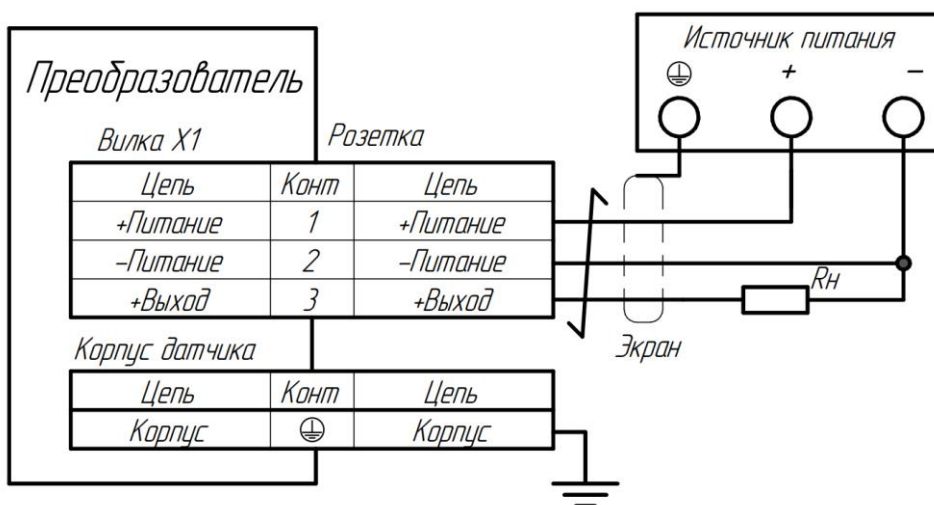 Источник питания
+ −
Преобразователь
Вилка X1 Розетка
Цепь Конт Цепь
+Питание 1 +Питание
−Питание 2 −Питание
+Выход 3 +Выход
Rн
Экран
Корпус датчика
Цепь Конт Цепь
Корпус Корпус